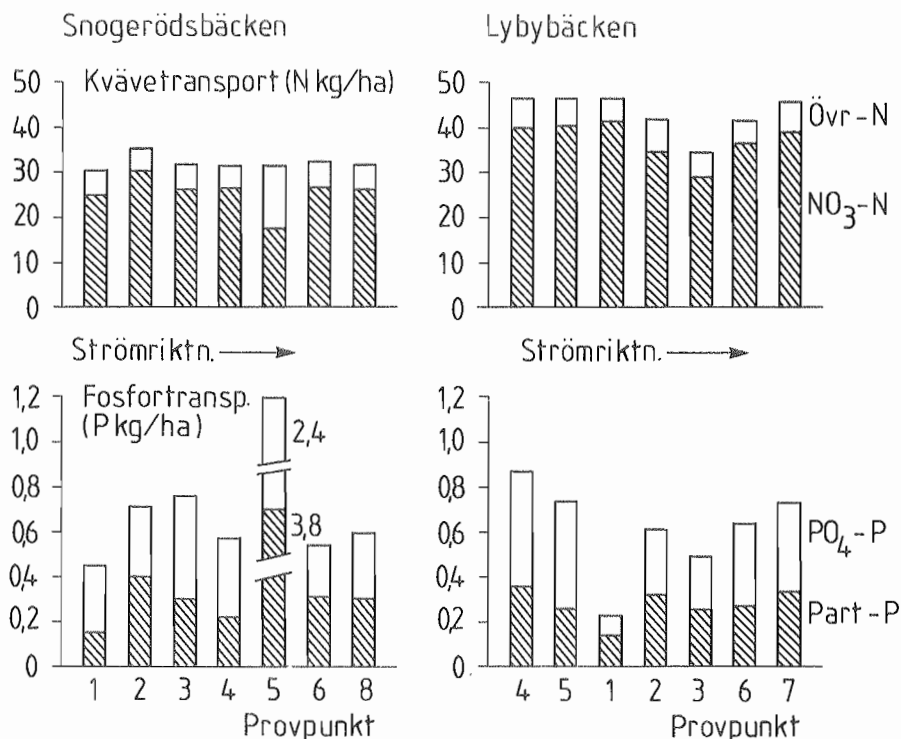 Snogerödsbäcken
Kvävetransport (N kg/ha)
50
40
30
20
10
0
Strömriktn.
Fosfortransp.
(P kg/ha)
1,2
1,0
0,8
0,6
0,4
0,2
0
2,4
3,8
1 2 3 4 5 6 8
Provpunkt
Lybybäcken
50
40
30
20
10
0
Övr-N
NO₃-N
Strömriktn.
1,2
1,0
0,8
0,6
0,4
0,2
0
PO₄-P
Part-P
4 5 1 2 3 6 7
Provpunkt